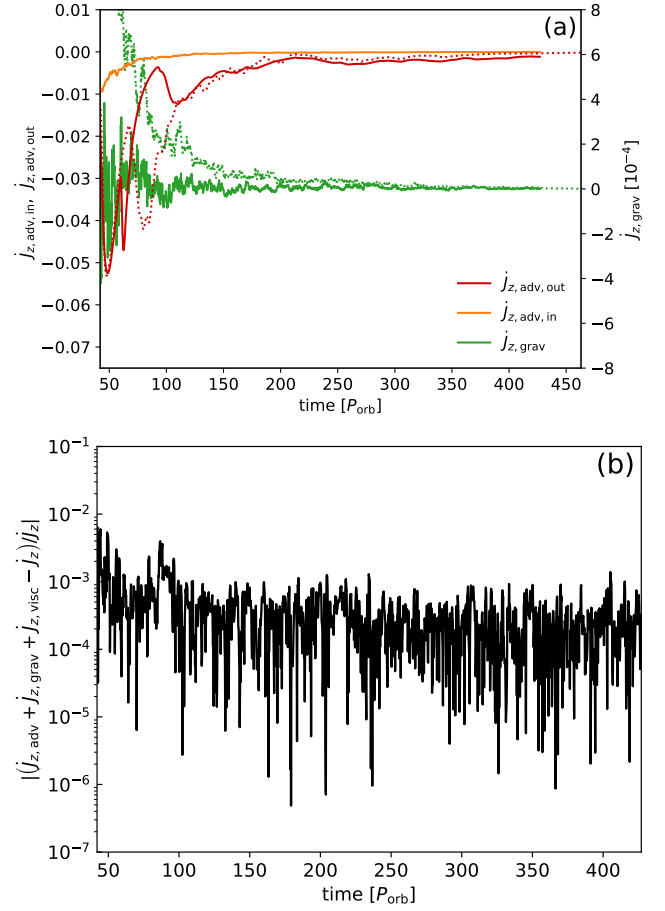 (a)
0.00
−0.01
−0.02
−0.03
−0.04
−0.05
−0.06
−0.07
8
6
4
2
0
−2
−4
−6
−8
j̇z,adv,in, j̇z,adv,out
j̇z,grav [10⁻⁴]
j̇z,adv,out
j̇z,adv,in
j̇z,grav
50 100 150 200 250 300 350 400 450
time [Porb]
(b)
10⁻¹
10⁻²
10⁻³
10⁻⁴
10⁻⁵
10⁻⁶
10⁻⁷
|(j̇z,adv + j̇z,grav + j̇z,visc − j̇z)/jz|
50 100 150 200 250 300 350 400
time [Porb]